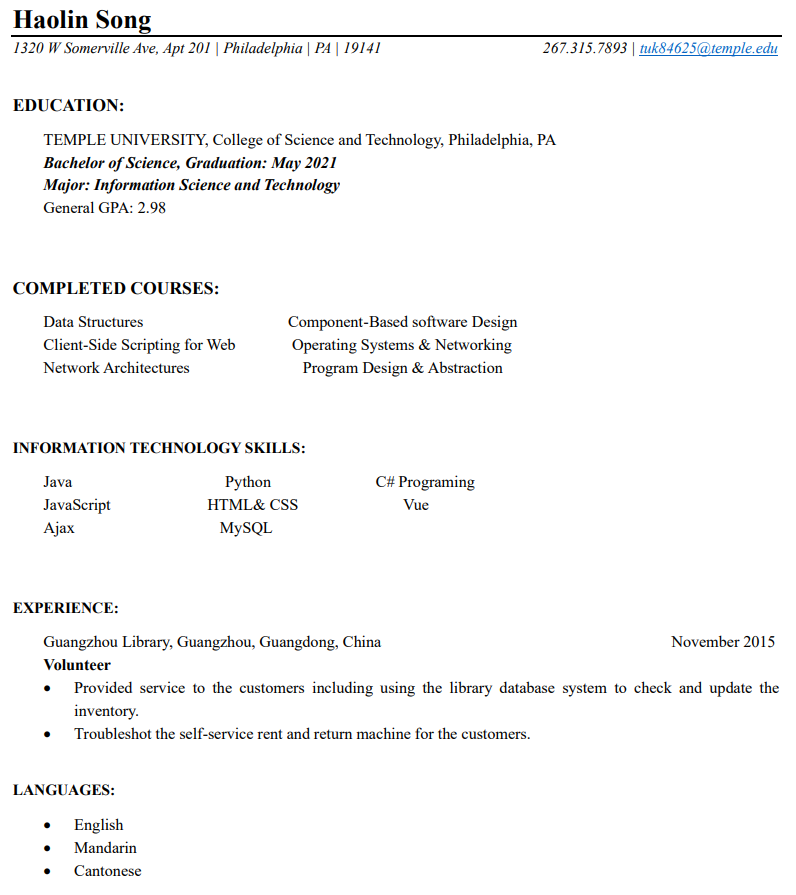 Haolin Song
1320 W Somerville Ave, Apt 201 | Philadelphia | PA | 19141 267.315.7893 | tuk84625@temple.edu
EDUCATION:
TEMPLE UNIVERSITY, College of Science and Technology, Philadelphia, PA
Bachelor of Science, Graduation: May 2021
Major: Information Science and Technology
General GPA: 2.98
COMPLETED COURSES:
Data Structures Component-Based software Design
Client-Side Scripting for Web Operating Systems & Networking
Network Architectures Program Design & Abstraction
INFORMATION TECHNOLOGY SKILLS:
Java Python C# Programing
JavaScript HTML& CSS Vue
Ajax MySQL
EXPERIENCE:
Guangzhou Library, Guangzhou, Guangdong, China November 2015
Volunteer
• Provided service to the customers including using the library database system to check and update the
inventory.
• Troubleshot the self-service rent and return machine for the customers.
LANGUAGES:
• English
• Mandarin
• Cantonese